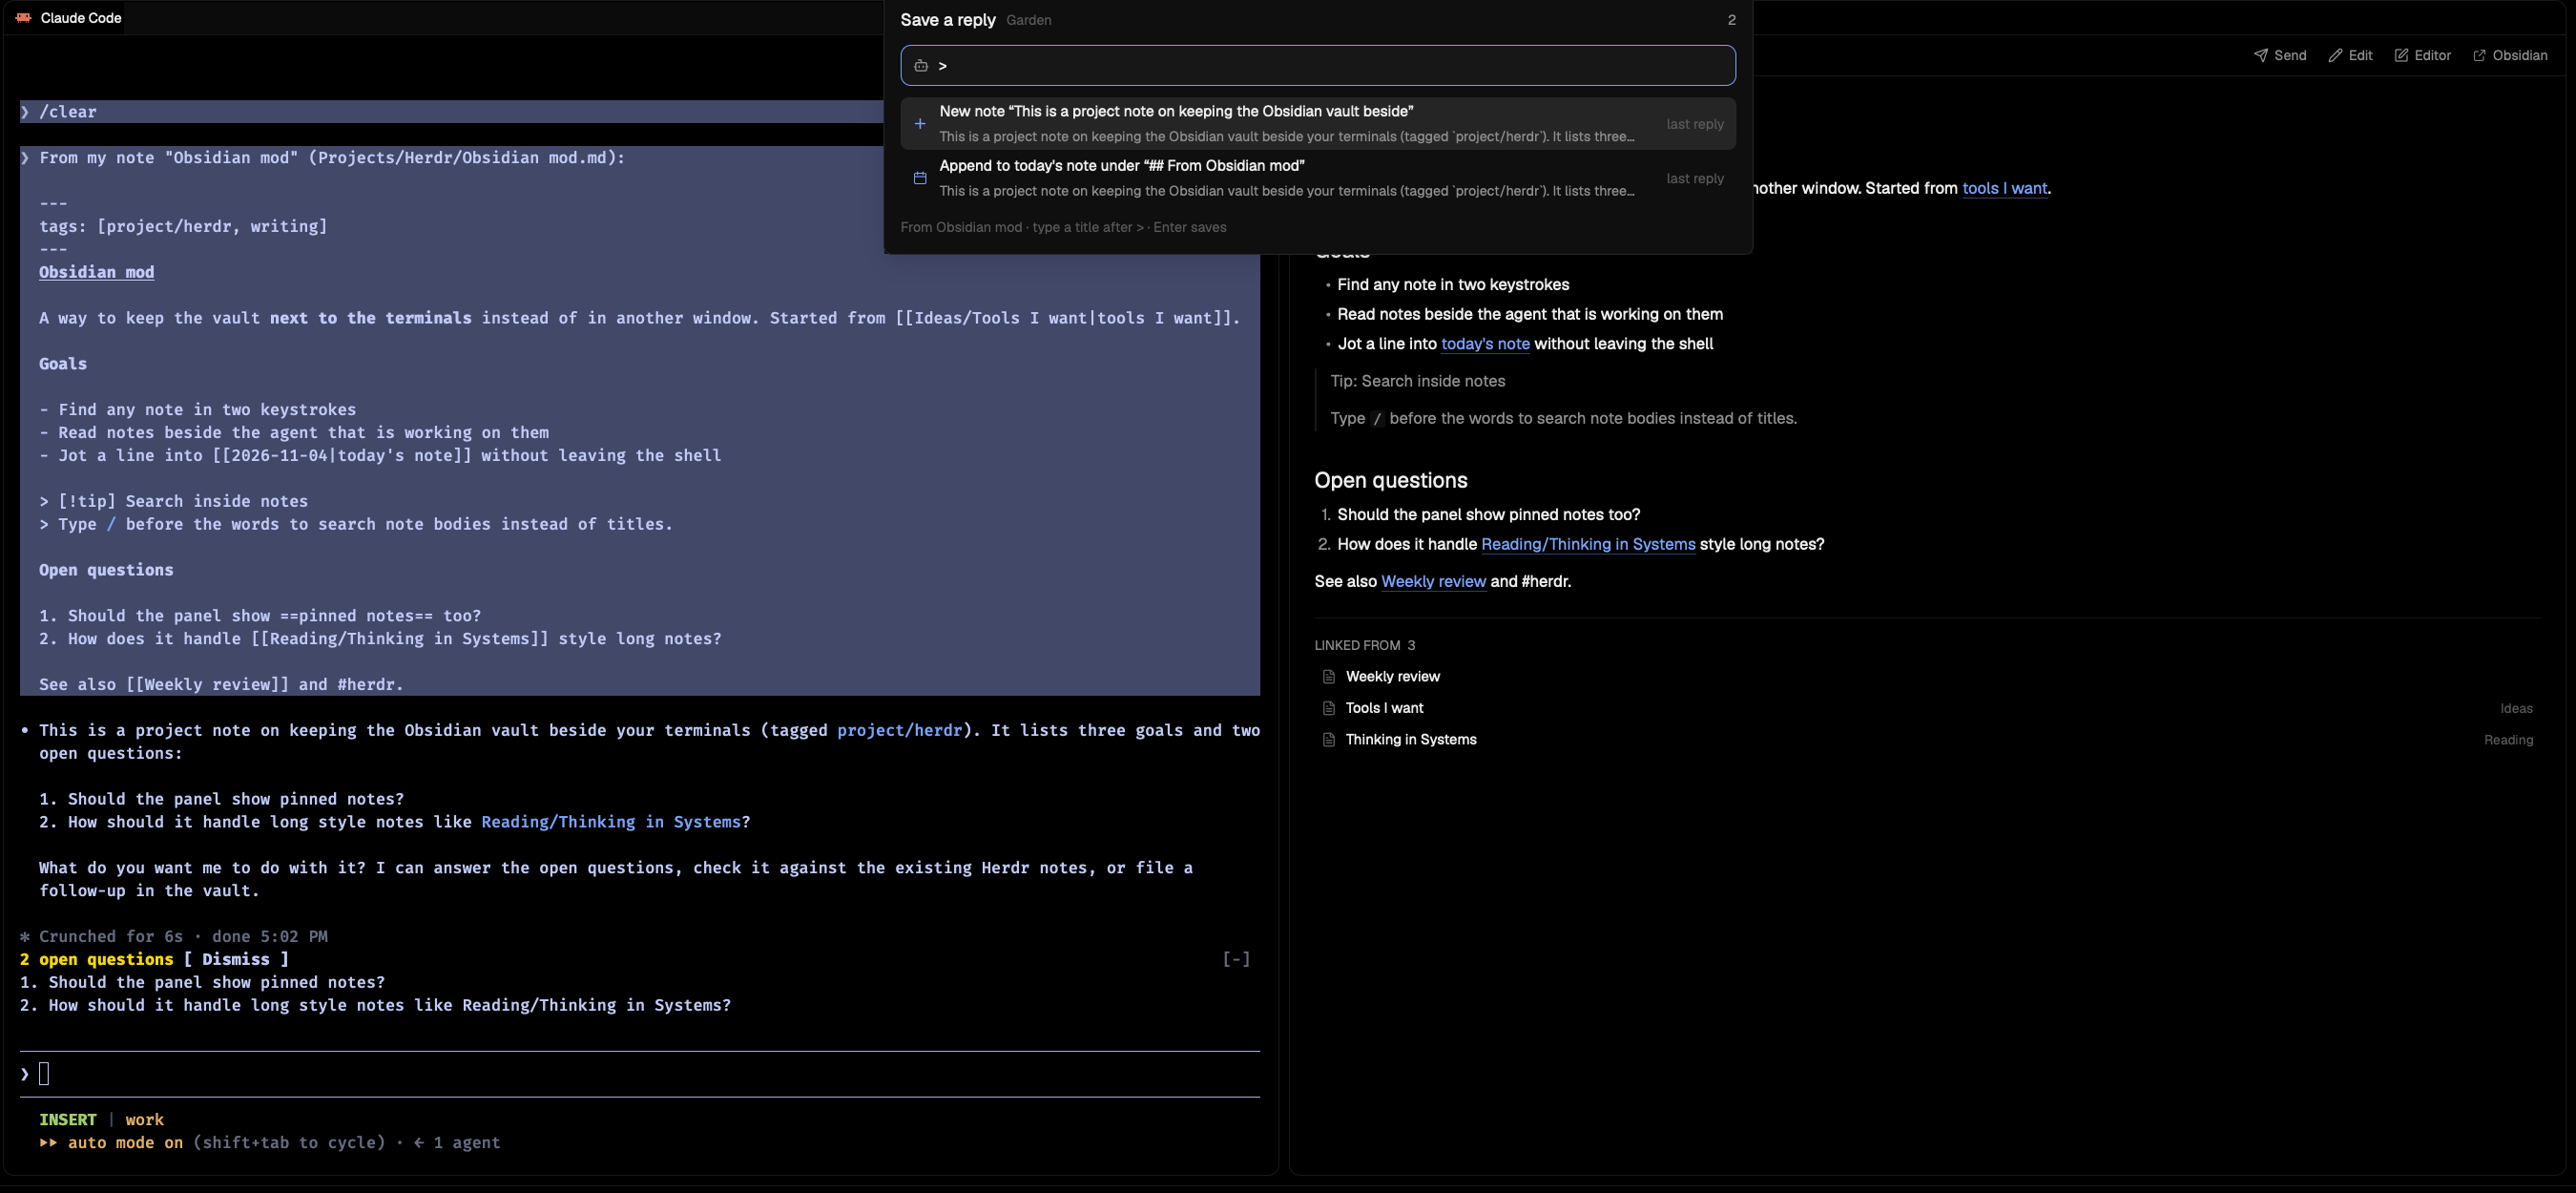 Claude Code
❯ /clear
❯ From my note "Obsidian mod" (Projects/Herdr/Obsidian mod.md):
---
tags: [project/herdr, writing]
---
Obsidian mod
A way to keep the vault next to the terminals instead of in another window. Started from [[Ideas/Tools I want|tools I want]].
Goals
- Find any note in two keystrokes
- Read notes beside the agent that is working on them
- Jot a line into [[2026-11-04|today's note]] without leaving the shell
> [!tip] Search inside notes
> Type / before the words to search note bodies instead of titles.
Open questions
1. Should the panel show ==pinned notes== too?
2. How does it handle [[Reading/Thinking in Systems]] style long notes?
See also [[Weekly review]] and #herdr.
• This is a project note on keeping the Obsidian vault beside your terminals (tagged project/herdr). It lists three goals and two
open questions:
1. Should the panel show pinned notes?
2. How should it handle long style notes like Reading/Thinking in Systems?
What do you want me to do with it? I can answer the open questions, check it against the existing Herdr notes, or file a
follow-up in the vault.
* Crunched for 6s · done 5:02 PM
2 open questions [ Dismiss ] [-]
1. Should the panel show pinned notes?
2. How should it handle long style notes like Reading/Thinking in Systems?
❯
INSERT | work
▸▸ auto mode on (shift+tab to cycle) · ← 1 agent
Save a reply Garden 2
>
New note “This is a project note on keeping the Obsidian vault beside”
This is a project note on keeping the Obsidian vault beside your terminals (tagged `project/herdr`). It lists three… last reply
Append to today's note under “## From Obsidian mod”
This is a project note on keeping the Obsidian vault beside your terminals (tagged `project/herdr`). It lists three… last reply
From Obsidian mod · type a title after > · Enter saves
Send Edit Editor Obsidian
nother window. Started from tools I want.
Goals
• Find any note in two keystrokes
• Read notes beside the agent that is working on them
• Jot a line into today's note without leaving the shell
Tip: Search inside notes
Type / before the words to search note bodies instead of titles.
Open questions
1. Should the panel show pinned notes too?
2. How does it handle Reading/Thinking in Systems style long notes?
See also Weekly review and #herdr.
LINKED FROM 3
Weekly review
Tools I want Ideas
Thinking in Systems Reading